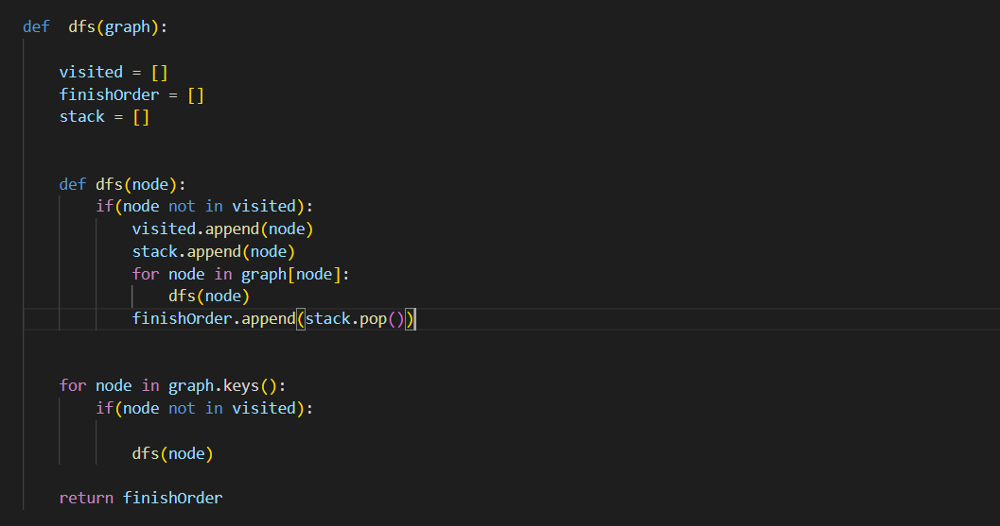 def  dfs(graph):
    visited = []
    finishOrder = []
    stack = []
    def dfs(node):
        if(node not in visited):
            visited.append(node)
            stack.append(node)
            for node in graph[node]:
                dfs(node)
            finishOrder.append(stack.pop())
    for node in graph.keys():
        if(node not in visited):
            dfs(node)
    return finishOrder